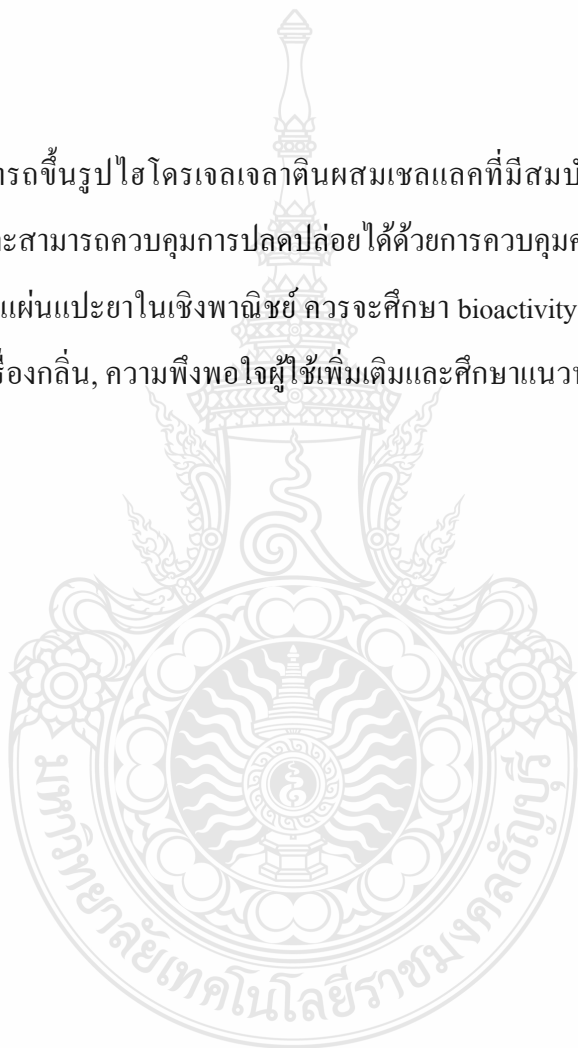 ารถขึ้นรูปไฮโดรเจลเจลาตินผสมเชลแลคที่มีสมบั
ะสามารถควบคุมการปลดปล่อยได้ด้วยการควบคุมค
แผ่นแปะยาในเชิงพาณิชย์ ควรจะศึกษา bioactivity
รื่องกลิ่น, ความพึงพอใจผู้ใช้เพิ่มเติมและศึกษาแนวท
มหาวิทยาลัยเทคโนโลยีราชมงคลธัญบุรี